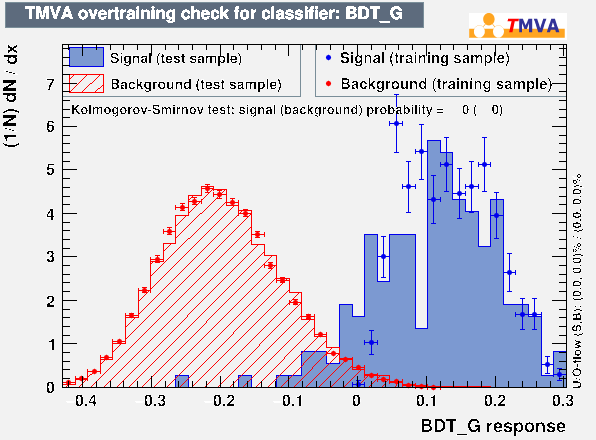 TMVA overtraining check for classifier: BDT_G
TMVA
Signal (test sample)
Signal (training sample)
Background (test sample)
Background (training sample)
Kolmogorov-Smirnov test: signal (background) probability = 0 ( 0)
(1/N) dN / dx
7
6
5
4
3
2
1
0
-0.4
-0.3
-0.2
-0.1
0
0.1
0.2
0.3
BDT_G response
U/O-flow (S,B): (0.0, 0.0)% / (0.0, 0.0)%